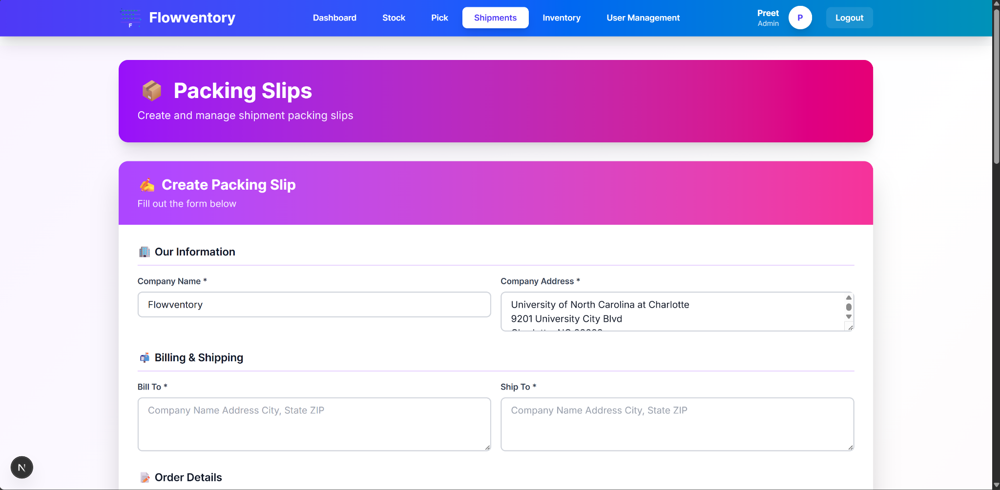 F
Flowventory
Dashboard
Stock
Pick
Shipments
Inventory
User Management
Preet
Admin
P
Logout
Packing Slips
Create and manage shipment packing slips
Create Packing Slip
Fill out the form below
Our Information
Company Name *
Flowventory
Company Address *
University of North Carolina at Charlotte
9201 University City Blvd
Billing & Shipping
Bill To *
Company Name Address City, State ZIP
Ship To *
Company Name Address City, State ZIP
Order Details
N